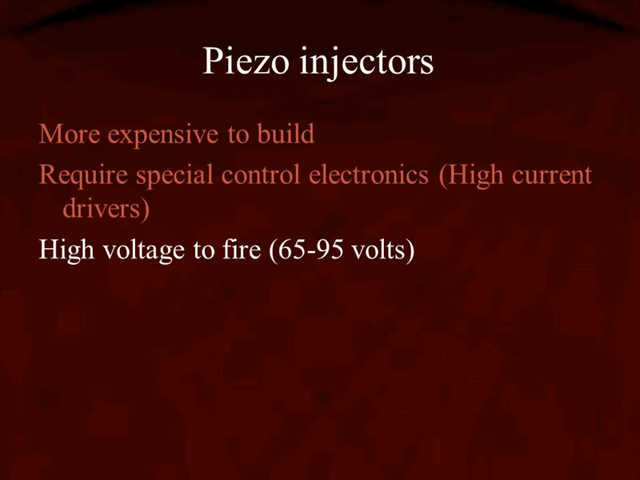 Piezo injectors
More expensive to build
Require special control electronics (High current
drivers)
High voltage to fire (65-95 volts)